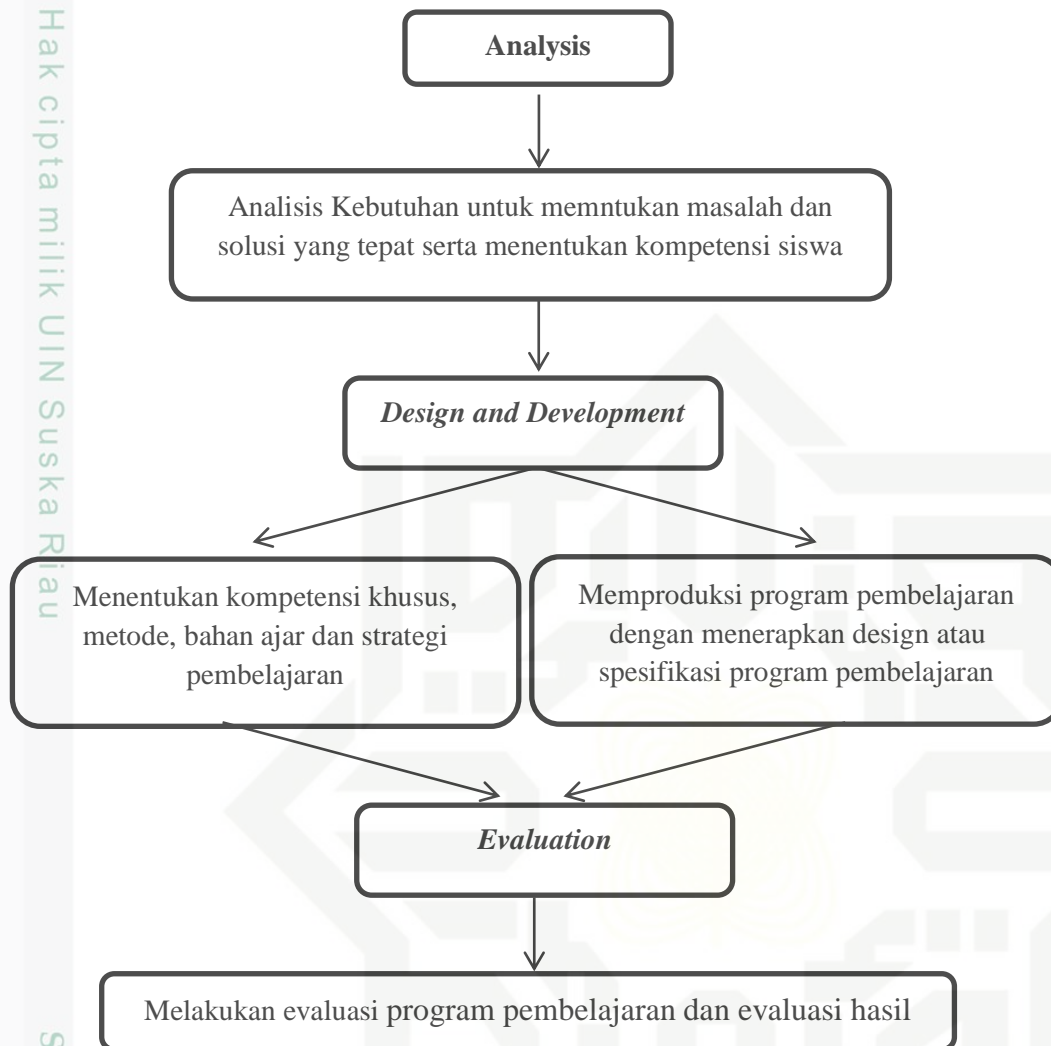 Hak cipta milik UIN Suska Riau
Analysis
Analisis Kebutuhan untuk memntukan masalah dan
solusi yang tepat serta menentukan kompetensi siswa
Design and Development
Menentukan kompetensi khusus,
metode, bahan ajar dan strategi
pembelajaran
Memproduksi program pembelajaran
dengan menerapkan design atau
spesifikasi program pembelajaran
Evaluation
Melakukan evaluasi program pembelajaran dan evaluasi hasil